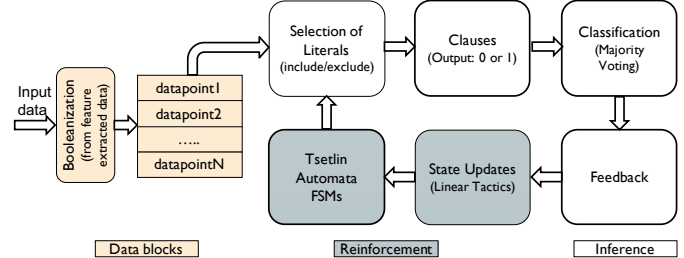 Input
data
Booleanization
(from feature
extracted data)
datapoint1
datapoint2
.....
datapointN
Selection of
Literals
(include/exclude)
Clauses
(Output: 0 or 1)
Classification
(Majority
Voting)
Tsetlin
Automata
FSMs
State Updates
(Linear Tactics)
Feedback
Data blocks
Reinforcement
Inference